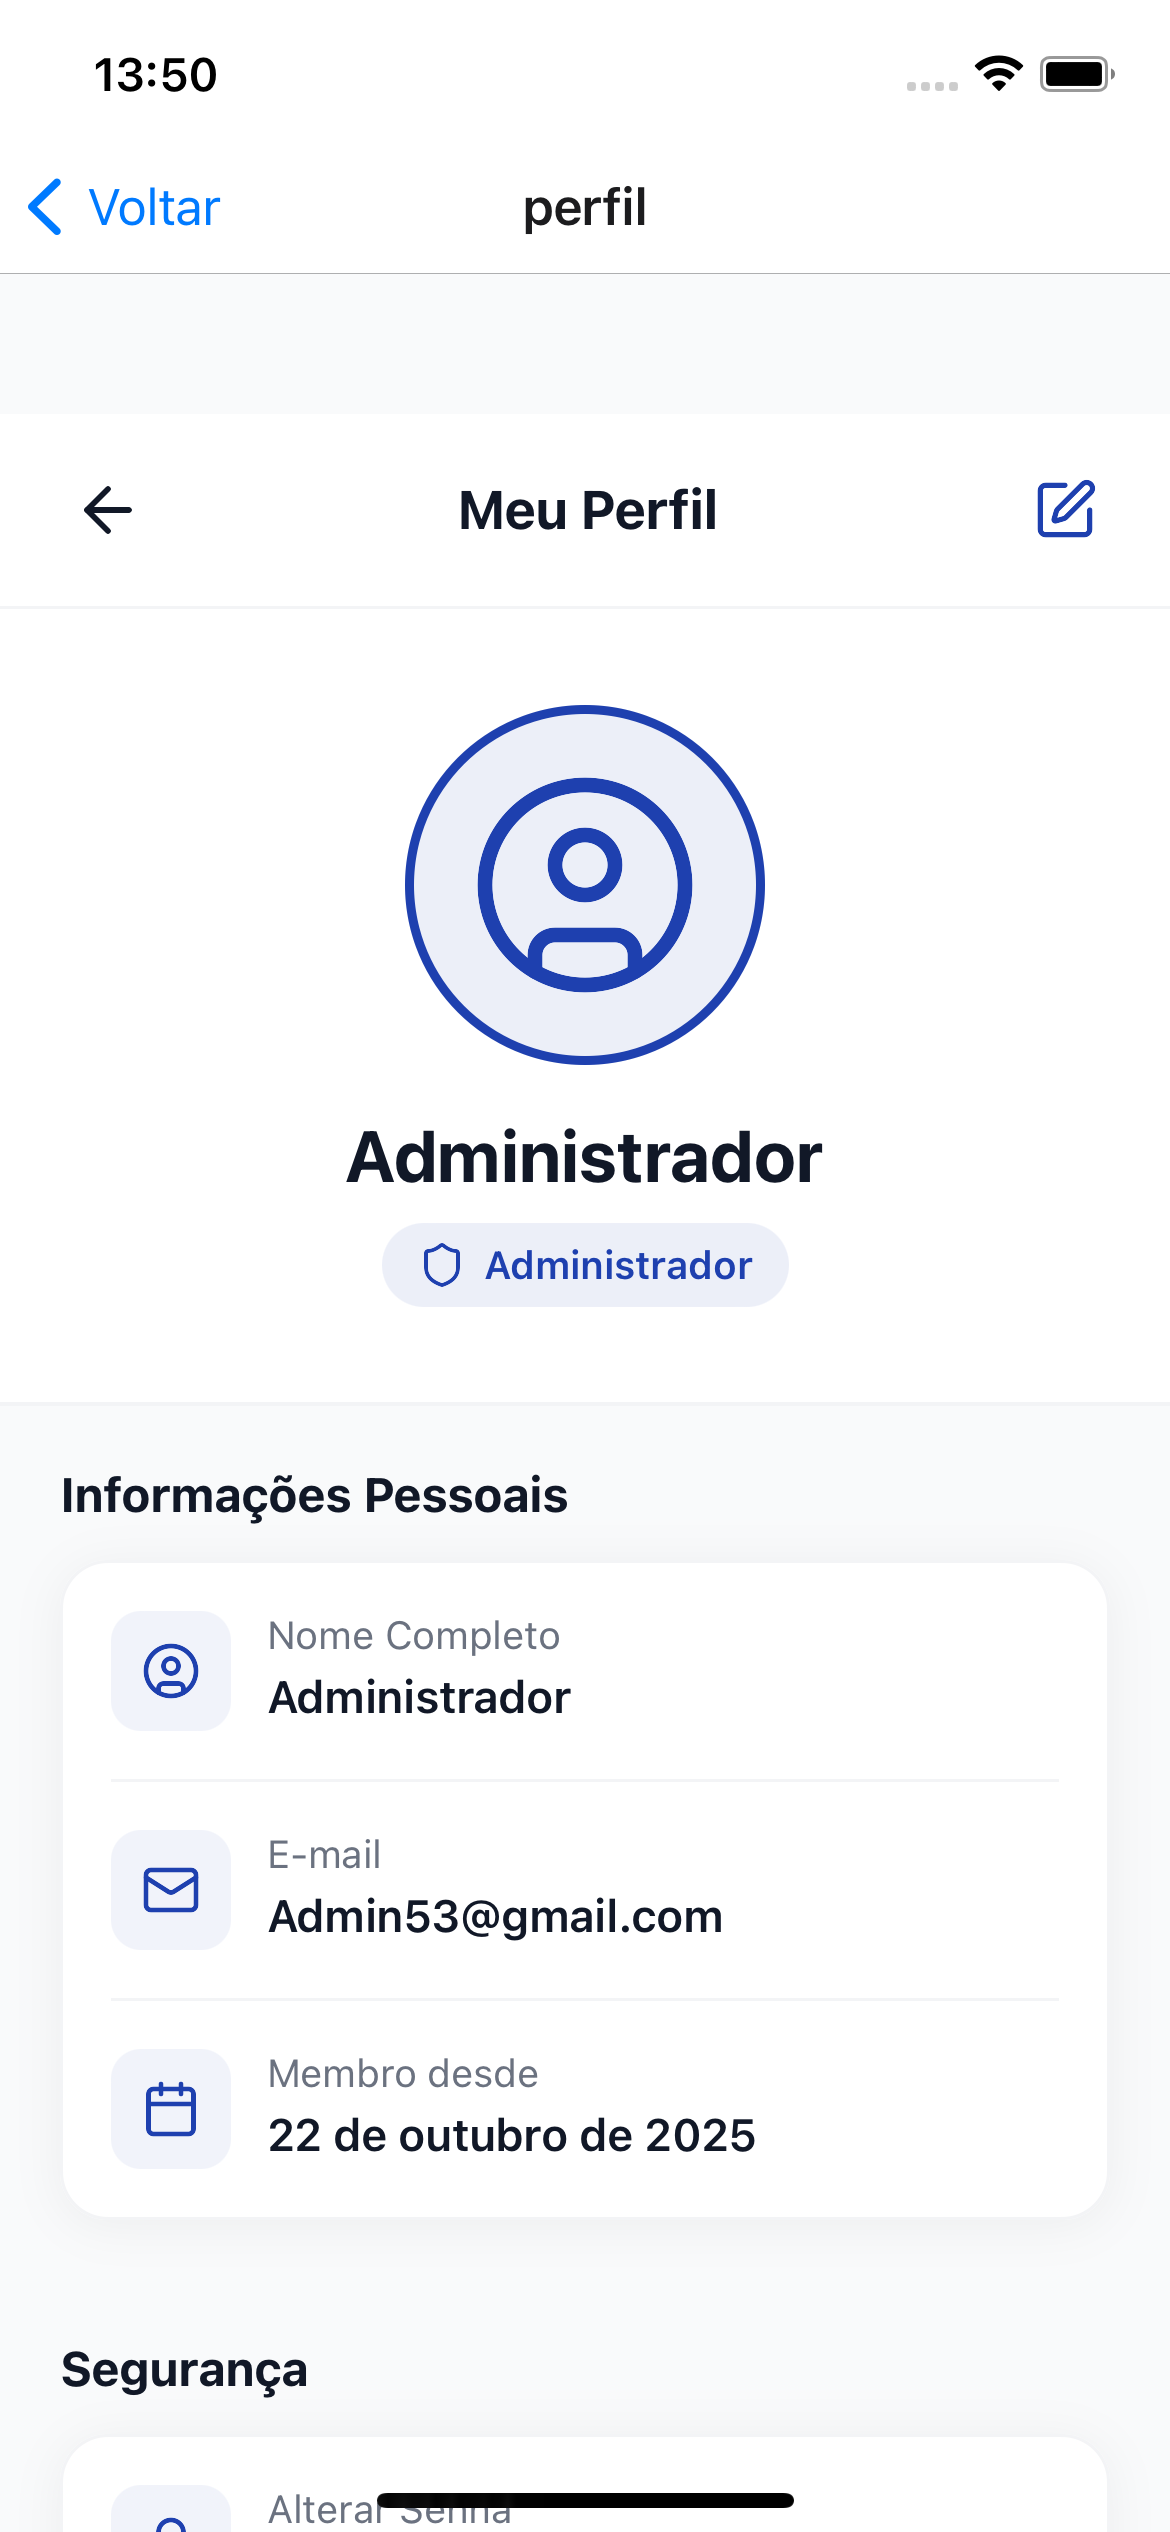 13:50
Voltar
perfil
Meu Perfil
Administrador
Administrador
Informações Pessoais
Nome Completo
Administrador
E-mail
Admin53@gmail.com
Membro desde
22 de outubro de 2025
Segurança
Alterar Senha